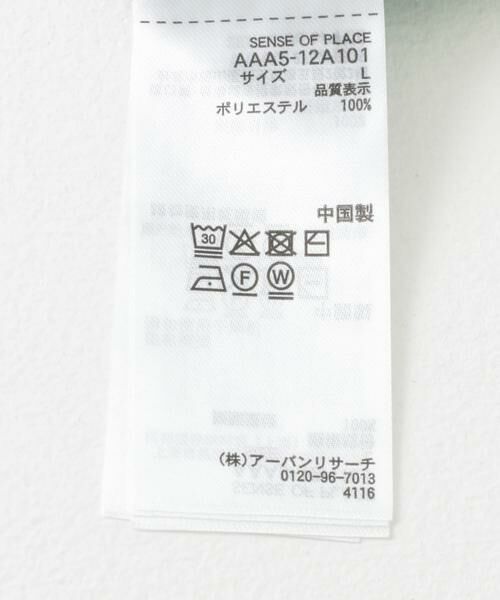 SENSE OF PLACE
AAA5-12A101
サイズ L
品質表示
ポリエステル 100%
中国製
30
F W
(株)アーバンリサーチ
0120-96-7013
4116